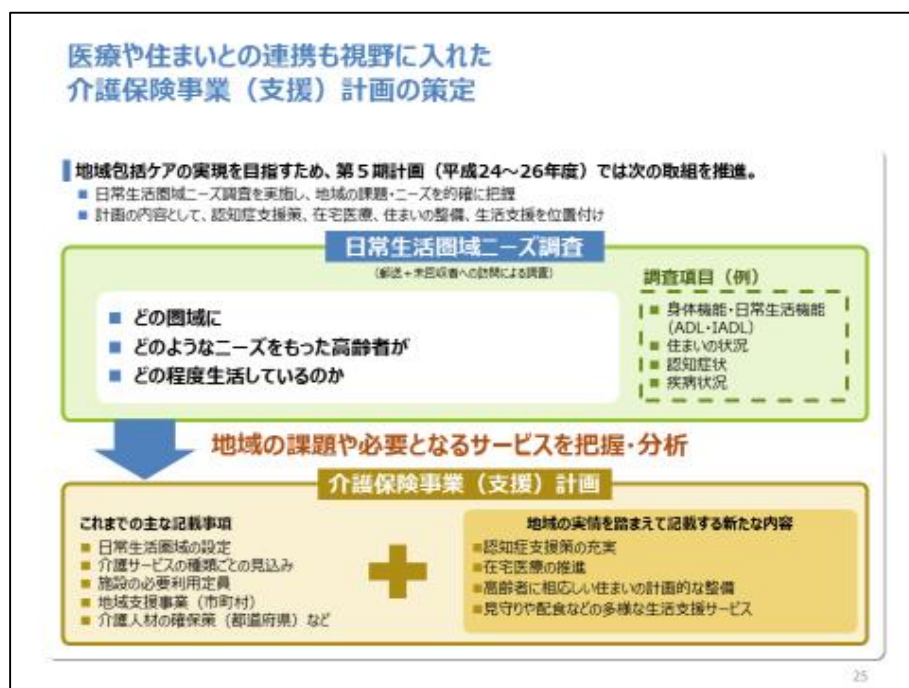 医療や住まいとの連携も視野に入れた
介護保険事業（支援）計画の策定
地域包括ケアの実現を目指すため、第５期計画（平成24～26年度）では次の取組を推進。
■ 日常生活圏域ニーズ調査を実施し、地域の課題・ニーズを的確に把握
■ 計画の内容として、認知症支援策、在宅医療、住まいの整備、生活支援を位置付け
日常生活圏域ニーズ調査
（郵送＋未回収者への訪問による調査）
■ どの圏域に
■ どのようなニーズをもった高齢者が
■ どの程度生活しているのか
調査項目（例）
■ 身体機能・日常生活機能
（ADL・IADL）
■ 住まいの状況
■ 認知症状
■ 疾病状況
地域の課題や必要となるサービスを把握・分析
介護保険事業（支援）計画
これまでの主な記載事項
■ 日常生活圏域の設定
■ 介護サービスの種類ごとの見込み
■ 施設の必要利用定員
■ 地域支援事業（市町村）
■ 介護人材の確保策（都道府県）など
地域の実情を踏まえて記載する新たな内容
■認知症支援策の充実
■在宅医療の推進
■高齢者に相応しい住まいの計画的な整備
■見守りや配食などの多様な生活支援サービス
25